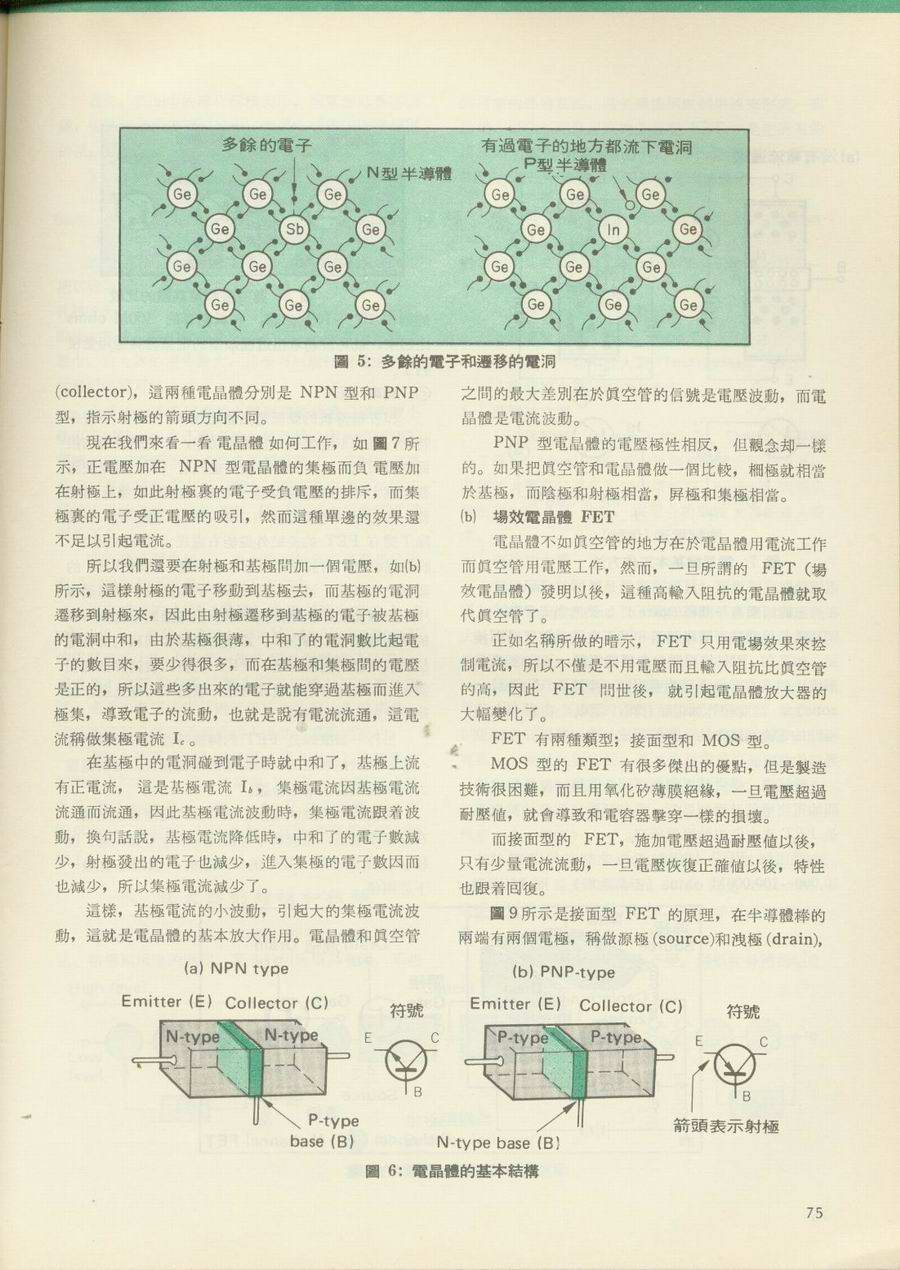 多餘的電子
N型半導體
Ge Ge Ge
Ge Sb Ge
Ge Ge Ge
Ge Ge Ge
有過電子的地方都流下電洞
P型半導體
Ge Ge Ge
Ge In Ge
Ge Ge Ge
Ge Ge Ge
圖 5: 多餘的電子和遷移的電洞
(collector)，這兩種電晶體分別是 NPN 型和 PNP
型，指示射極的箭頭方向不同。
現在我們來看一看 電晶體 如何工作， 如 圖 7 所
示，正電壓加在 NPN 型電晶體的集極而負 電壓加
在射極上，如此射極裏的電子受負電壓的排斥，而集
極裏的電子受正電壓的吸引，然而這種單邊的效果還
不足以引起電流。
所以我們還要在射極和基極間加一個電壓，如(b)
所示，這樣射極的電子移動到基極去，而基極的電洞
遷移到射極來，因此由射極遷移到基極的電子被基極
的電洞中和，由於基極很薄，中和了的電洞數比起電
子的數目來，要少得很多，而在基極和集極間的電壓
是正的，所以這些多出來的電子就能穿過基極而進入
極集，導致電子的流動，也就是說有電流流通，這電
流稱做集極電流 Ic。
在基極中的電洞碰到電子時就中和了，基極上流
有正電流， 這是基極電流 Ib， 集極電流因基極電流
流通而流通，因此基極電流波動時，集極電流跟着波
動，換句話説，基極電流降低時，中和了的電子數減
少，射極發出的電子也減少，進入集極的電子數因而
也減少，所以集極電流減少了。
這樣，基極電流的小波動，引起大的集極電流波
動，這就是電晶體的基本放大作用。電晶體和眞空管
之間的最大差別在於眞空管的信號是電壓波動，而電
晶體是電流波動。
PNP 型電晶體的電壓極性相反， 但觀念却一樣
的。如果把眞空管和電晶體做一個比較，柵極就相當
於基極，而陰極和射極相當，屏極和集極相當。
(b) 場效電晶體 FET
電晶體不如眞空管的地方在於電晶體用電流工作
而眞空管用電壓工作，然而，一旦所謂的 FET (場
效電晶體) 發明以後，這種高輸入阻抗的電晶體就取
代眞空管了。
正如名稱所做的暗示， FET 只用電場效果來控
制電流，所以不僅是不用電壓而且輸入阻抗比眞空管
的高，因此 FET 問世後， 就引起電晶體放大器的
大幅變化了。
FET 有兩種類型；接面型和 MOS 型。
MOS 型的 FET 有很多傑出的優點，但是製造
技術很困難，而且用氧化矽薄膜絕緣，一旦電壓超過
耐壓値，就會導致和電容器擊穿一樣的損壞。
而接面型的 FET，施加電壓超過耐壓値以後，
只有少量電流流動，一旦電壓恢復正確値以後，特性
也跟着囘復。
圖 9 所示是接面型 FET 的原理，在半導體棒的
兩端有兩個電極，稱做源極 (source)和洩極 (drain),
(a) NPN type
Emitter (E) Collector (C)
N-type N-type
P-type
base (B)
符號
E C
B
(b) PNP-type
Emitter (E) Collector (C)
P-type P-type
N-type base (B)
符號
E C
B
箭頭表示射極
圖 6: 電晶體的基本結構
75